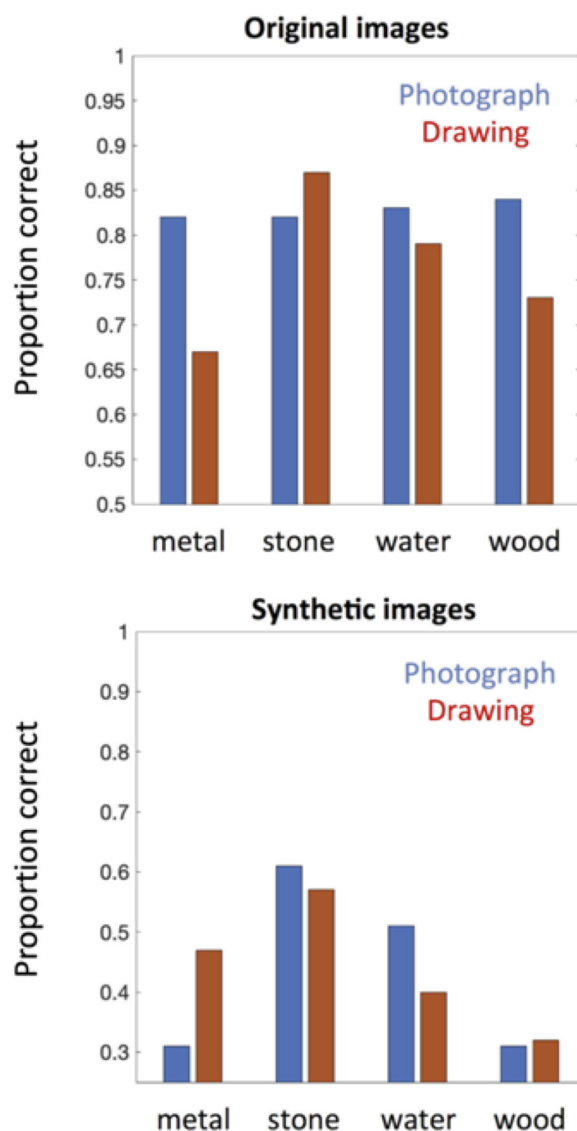 Original images
Photograph
Drawing
Proportion correct
1
0.95
0.9
0.85
0.8
0.75
0.7
0.65
0.6
0.55
0.5
metal stone water wood
Synthetic images
Photograph
Drawing
Proportion correct
1
0.9
0.8
0.7
0.6
0.5
0.4
0.3
metal stone water wood